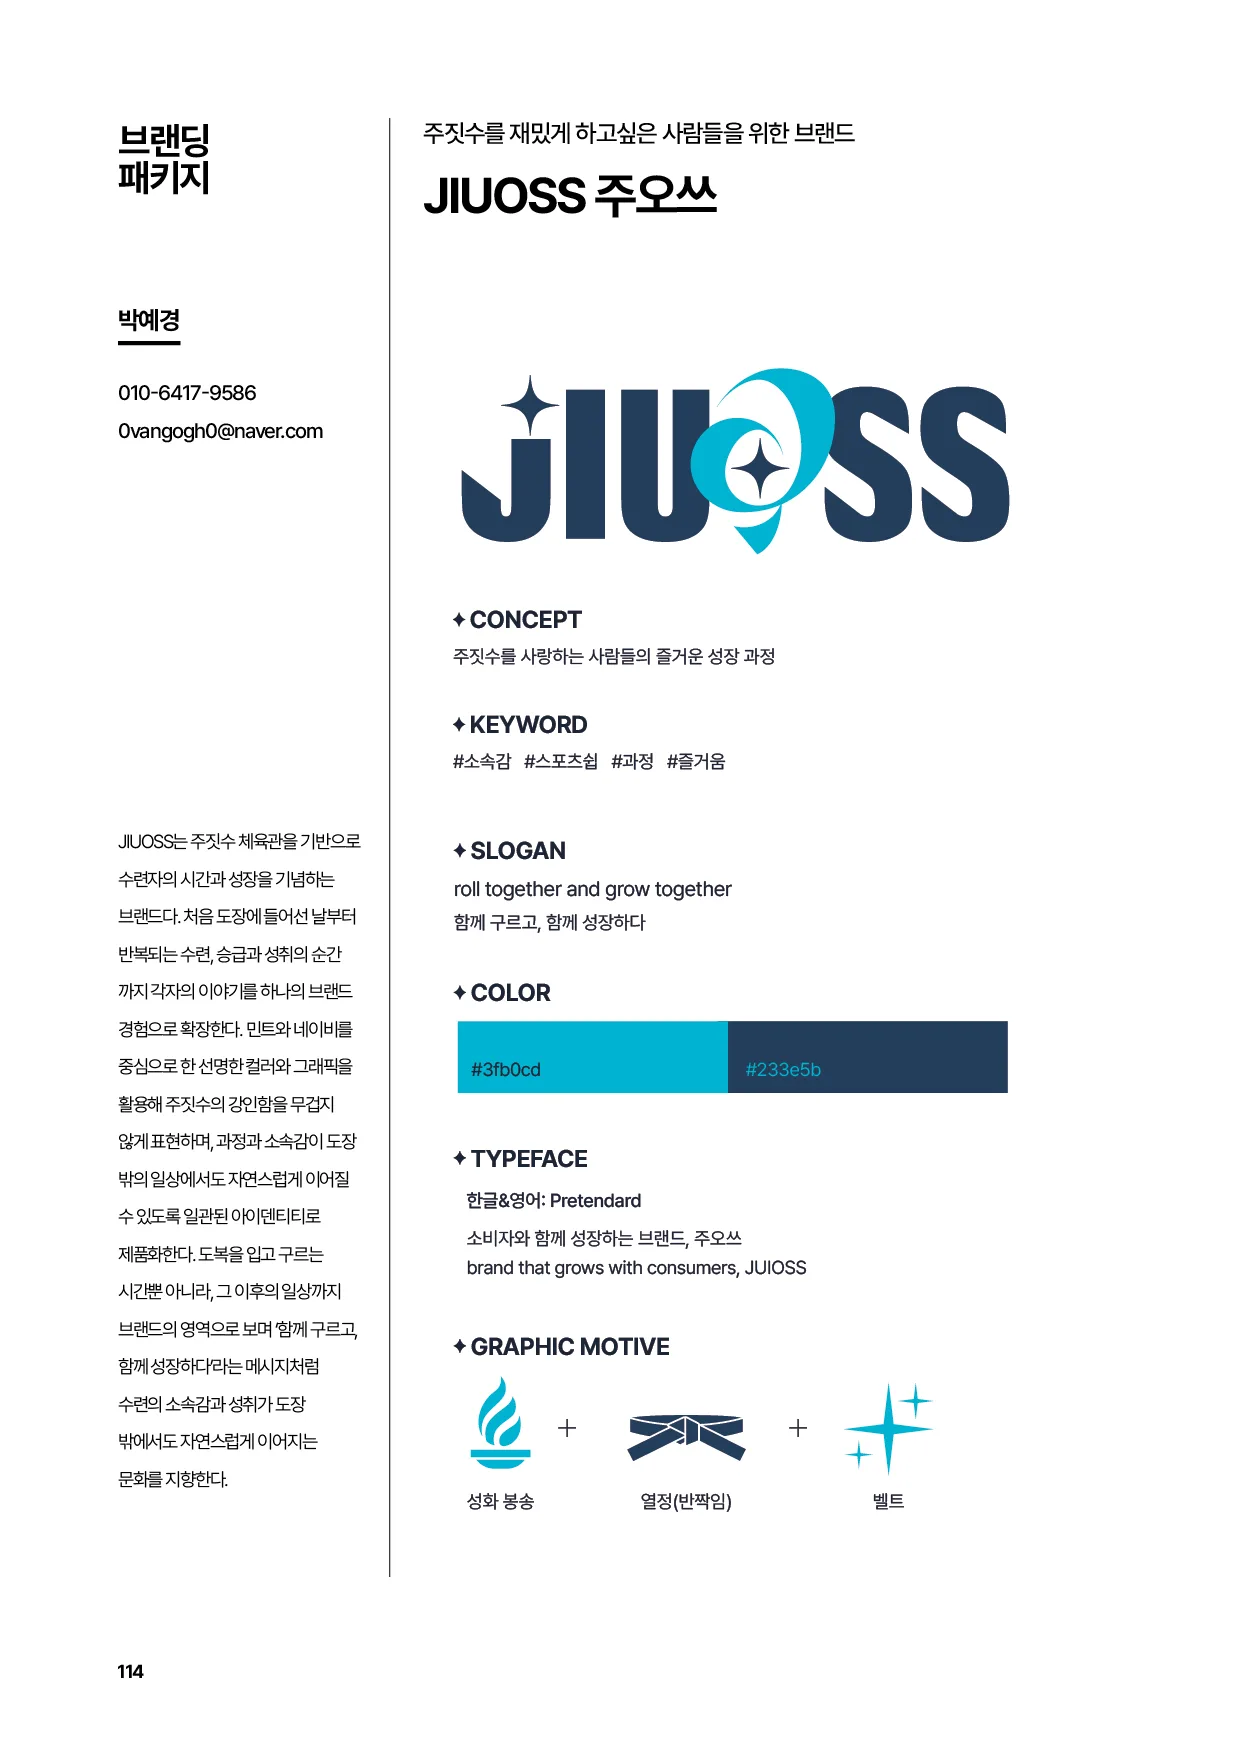 브랜딩
패키지
박예경
010-6417-9586
0vangogh0@naver.com
JIUOSS는 주짓수 체육관을 기반으로
수련자의 시간과 성장을 기념하는
브랜드다. 처음 도장에 들어선 날부터
반복되는 수련, 승급과 성취의 순간
까지 각자의 이야기를 하나의 브랜드
경험으로 확장한다. 민트와 네이비를
중심으로 한 선명한 컬러와 그래픽을
활용해 주짓수의 강인함을 무겁지
않게 표현하며, 과정과 소속감이 도장
밖의 일상에서도 자연스럽게 이어질
수 있도록 일관된 아이덴티티로
제품화한다. 도복을 입고 구르는
시간뿐 아니라, 그 이후의 일상까지
브랜드의 영역으로 보며 ‘함께 구르고,
함께 성장하다’라는 메시지처럼
수련의 소속감과 성취가 도장
밖에서도 자연스럽게 이어지는
문화를 지향한다.
114
주짓수를 재밌게 하고싶은 사람들을 위한 브랜드
JIUOSS 주오쓰
JIUOSS
CONCEPT
주짓수를 사랑하는 사람들의 즐거운 성장 과정
KEYWORD
#소속감 #스포츠쉽 #과정 #즐거움
SLOGAN
roll together and grow together
함께 구르고, 함께 성장하다
COLOR
#3fb0cd #233e5b
TYPEFACE
한글&영어: Pretendard
소비자와 함께 성장하는 브랜드, 주오쓰
brand that grows with consumers, JUIOSS
GRAPHIC MOTIVE
+ +
성화 봉송 열정(반짝임) 벨트